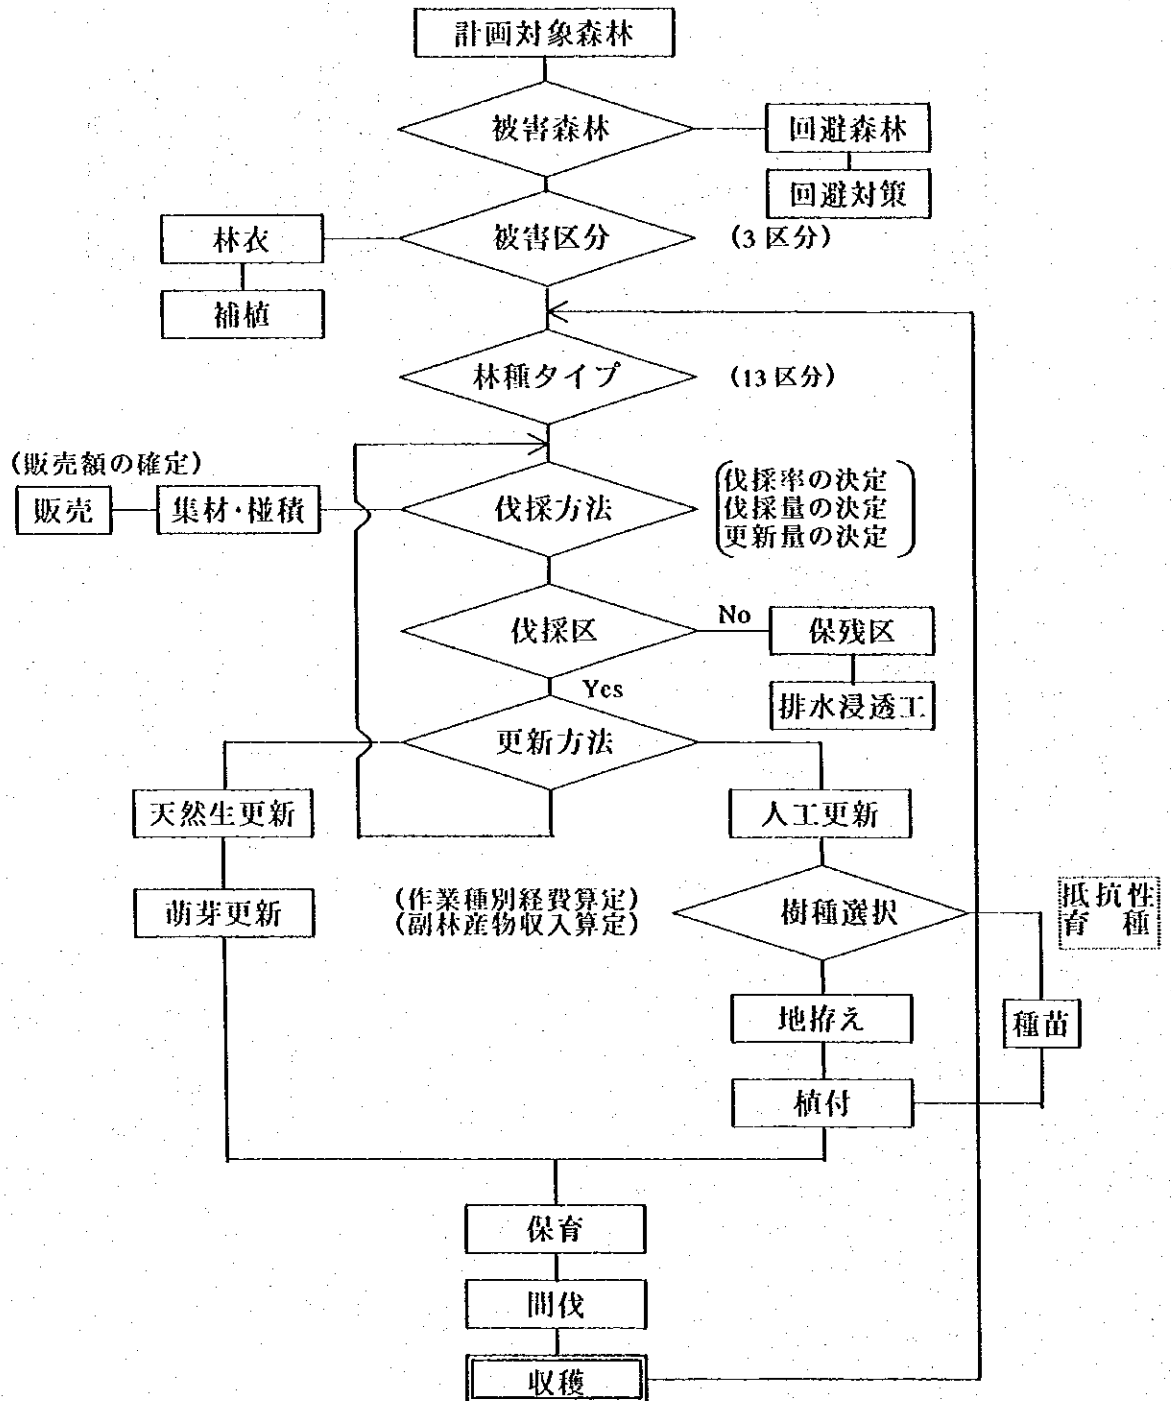 計画対象森林
被害森林
回避森林
回避対策
被害区分
(3区分)
林衣
補植
林種タイプ
(13区分)
(販売額の確定)
販売
集材・椪積
伐採方法
伐採率の決定
伐採量の決定
更新量の決定
伐採区
No
保残区
Yes
排水浸透工
更新方法
天然生更新
人工更新
萌芽更新
(作業種別経費算定)
(副林産物収入算定)
樹種選択
抵抗性
育種
地拵え
種苗
植付
保育
間伐
収穫